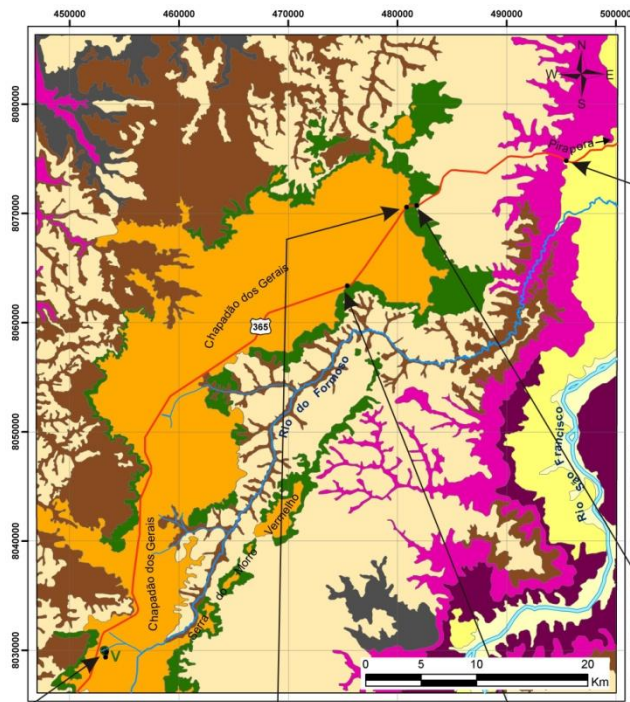 450000 460000 470000 480000 490000 500000
8080000
8070000
8060000
8050000
8040000
8030000
N
W E
S
Pirapora
Chapadão dos Gerais
365
Rio do Formoso
Rio São Francisco
Chapadão dos Gerais
Serra do Morro Vermelho
V
0 5 10 20
Km